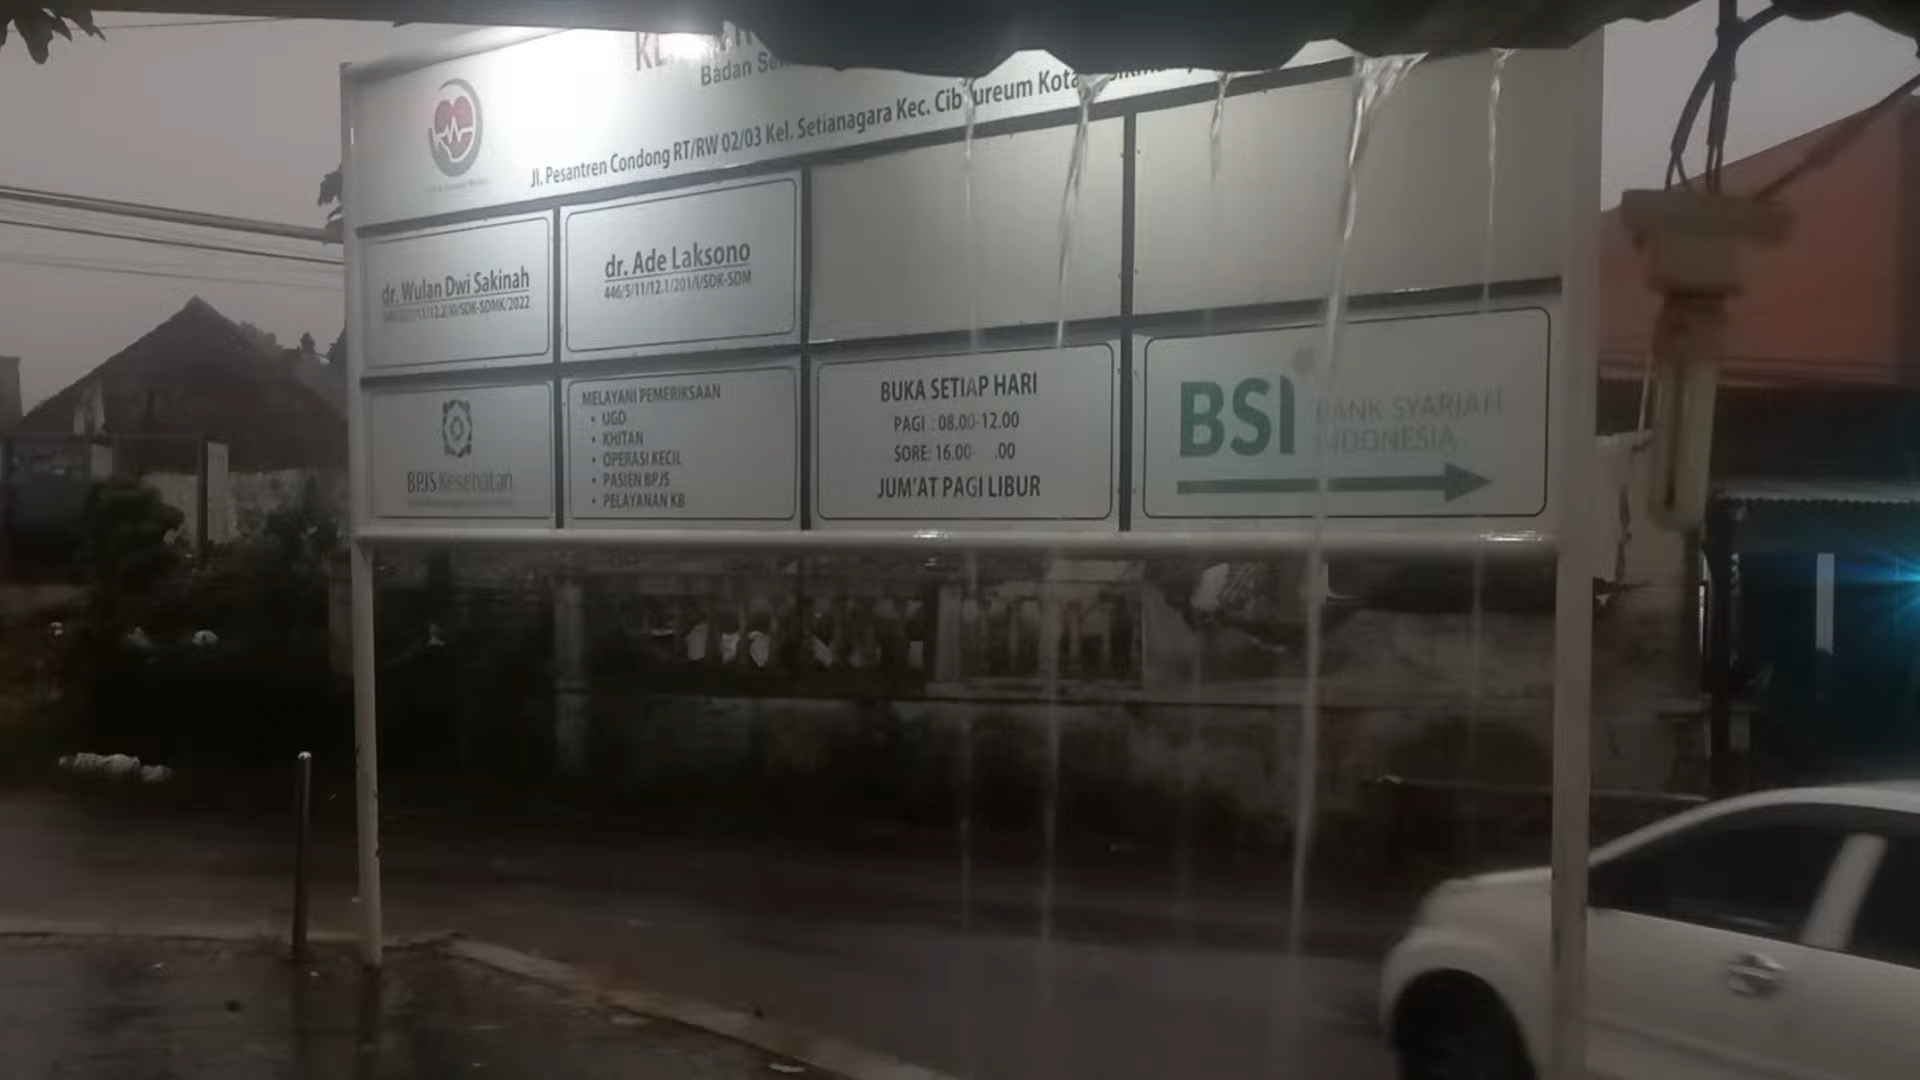 Badan
Jl. Pesantren Condong RT/RW 02/03 Kel. Setianagara Kec. Cibeureum Kota
dr. Wulan Dwi Sakinah
dr. Ade Laksono
446/5/11/12.1/201/I/SDK-SDM
BPJS Kesehatan
MELAYANI PEMERIKSAAN
• UGD
• KHITAN
• OPERASI KECIL
• PASIEN BPJS
• PELAYANAN KB
BUKA SETIAP HARI
PAGI : 08.00-12.00
SORE: 16.00- .00
JUM'AT PAGI LIBUR
BSI
BANK SYARIAH
INDONESIA